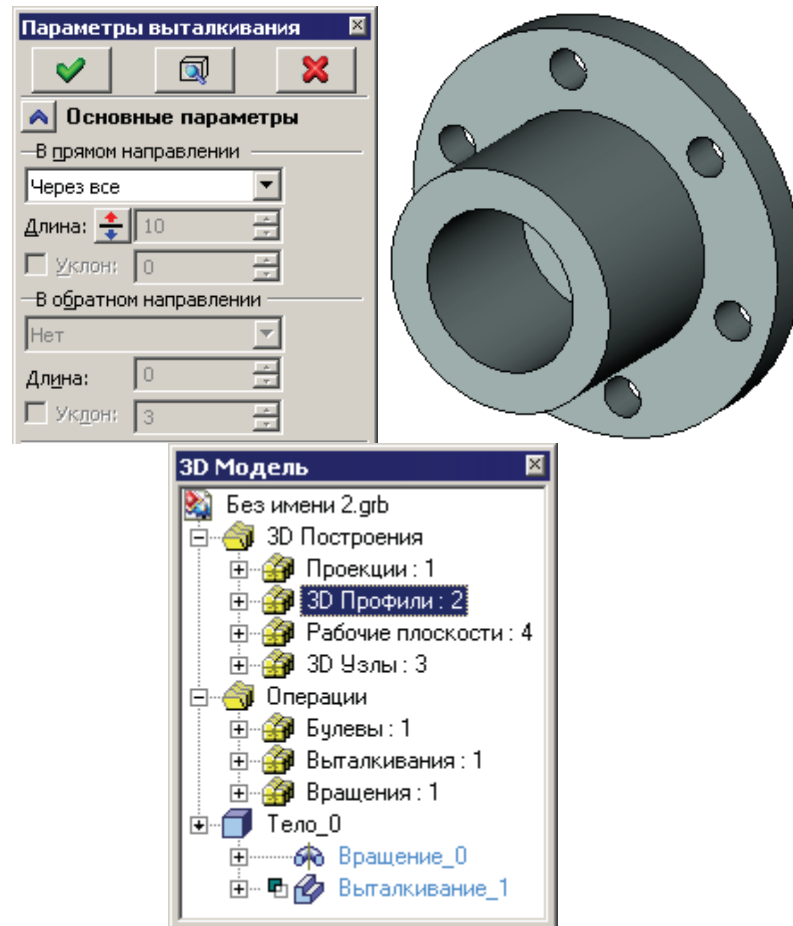 Параметры выталкивания
Основные параметры
В прямом направлении
Через все
Длина: 10
Уклон: 0
В обратном направлении
Нет
Длина: 0
Уклон: 3
3D Модель
Без имени 2.grb
3D Построения
Проекции : 1
3D Профили : 2
Рабочие плоскости : 4
3D Узлы : 3
Операции
Булевы : 1
Выталкивания : 1
Вращения : 1
Тело_0
Вращение_0
Выталкивание_1